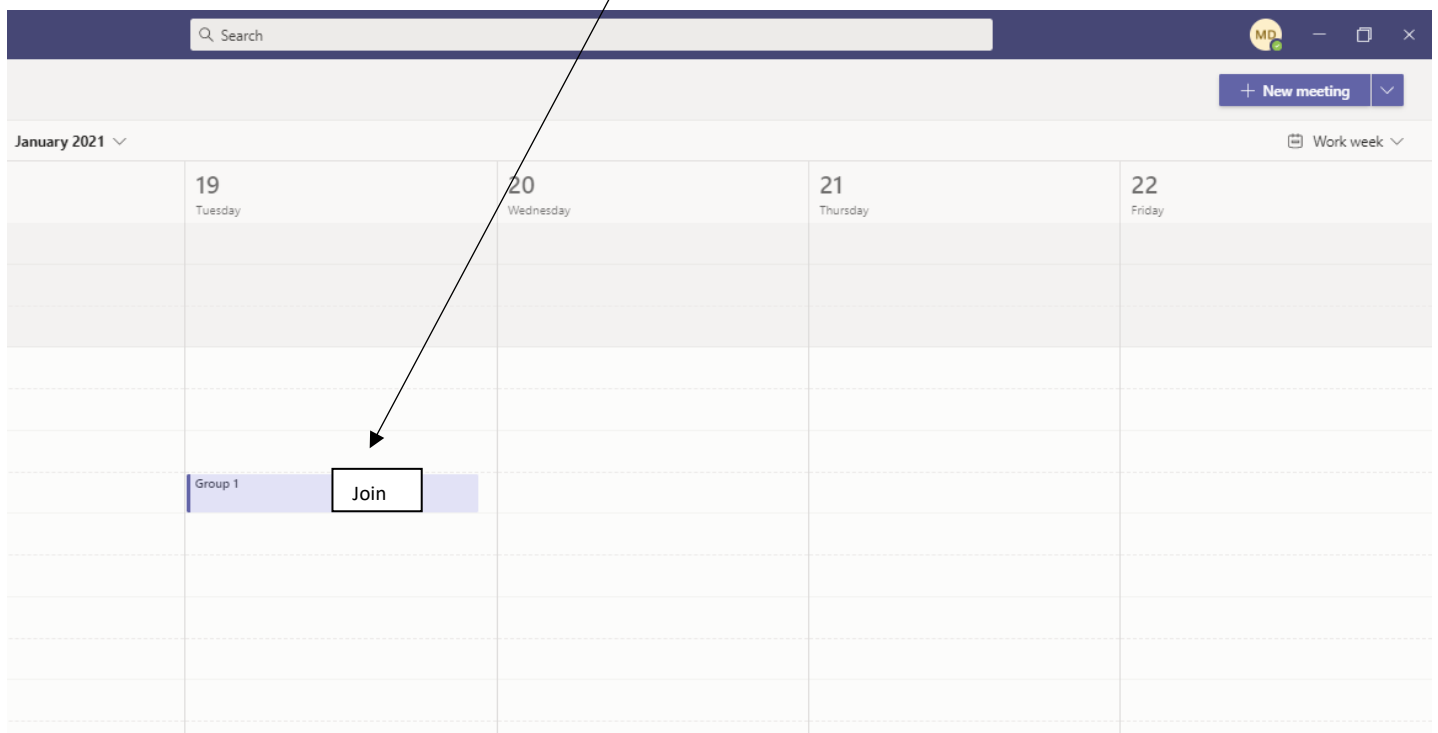 Search
MD
New meeting
January 2021
Work week
19
20
21
22
Tuesday
Wednesday
Thursday
Friday
Group 1
Join